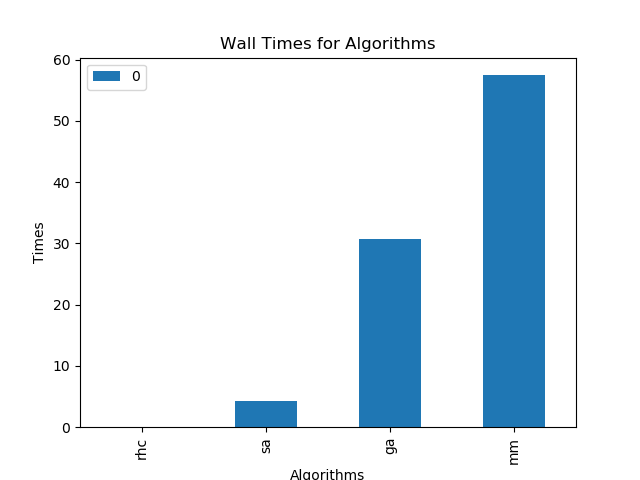 Wall Times for Algorithms
0
60
50
40
30
20
10
0
Times
rhc
sa
ga
mm
Algorithms